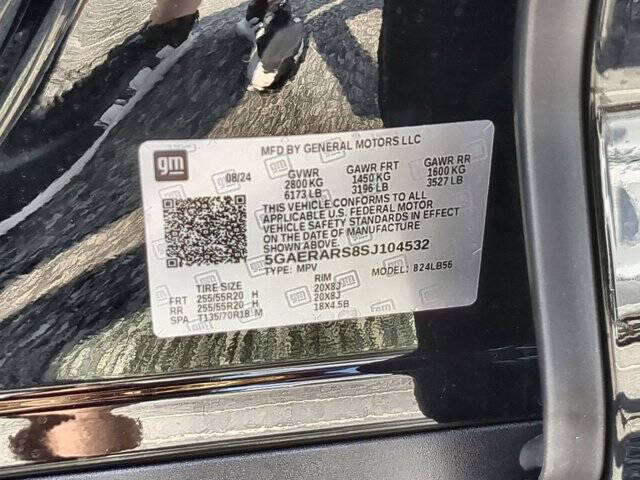 gm
MFD BY GENERAL MOTORS LLC
08/24 GVWR GAWR FRT GAWR RR
2800 KG 1450 KG 1600 KG
6173 LB 3196 LB 3527 LB
THIS VEHICLE CONFORMS TO ALL
APPLICABLE U.S. FEDERAL MOTOR
VEHICLE SAFETY STANDARDS IN EFFECT
ON THE DATE OF MANUFACTURE
SHOWN ABOVE.
5GAERARS8SJ104532
TYPE: MPV MODEL: 824LB56
TIRE SIZE RIM
FRT 255/55R20 H 20X8J
RR 255/55R20 H 20X8J
SPA T135/70R18 M 18X4.5B